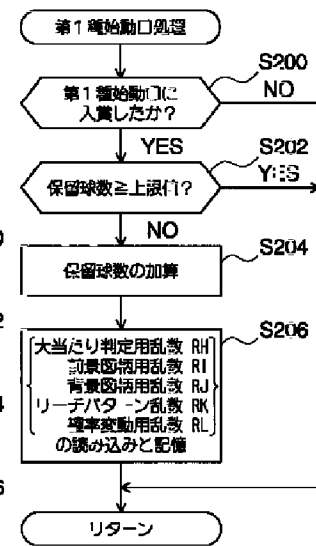 第1種始動口処理
S200
第1種始動口に
入賞したか?
NO
YES
S202
保留球数≧上限値?
YES
NO
S204
保留球数の加算
S206
大当たり判定用乱数 RH
前景図柄用乱数 RI
背景図柄用乱数 RJ
リーチパターン乱数 RK
確率変動用乱数 RL
の読み込みと記憶
リターン